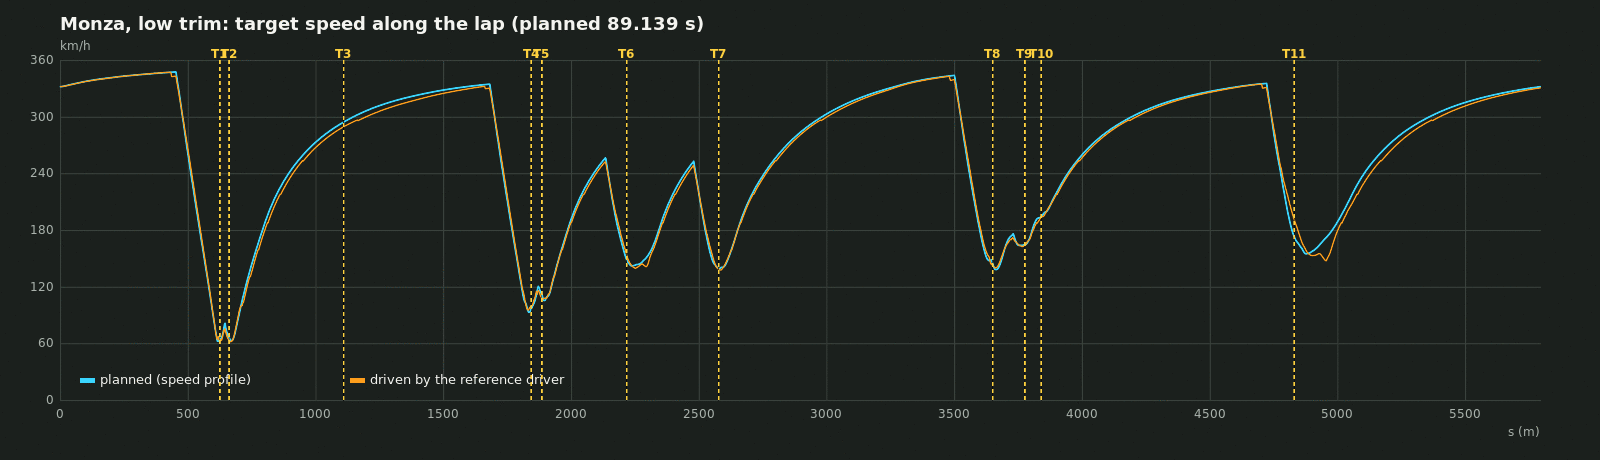 Monza, low trim: target speed along the lap (planned 89.139 s)
km/h
T1 T2 T3 T4 T5 T6 T7 T8 T9 T10 T11
360
300
240
180
120
60
0
planned (speed profile) driven by the reference driver
0 500 1000 1500 2000 2500 3000 3500 4000 4500 5000 5500
s (m)